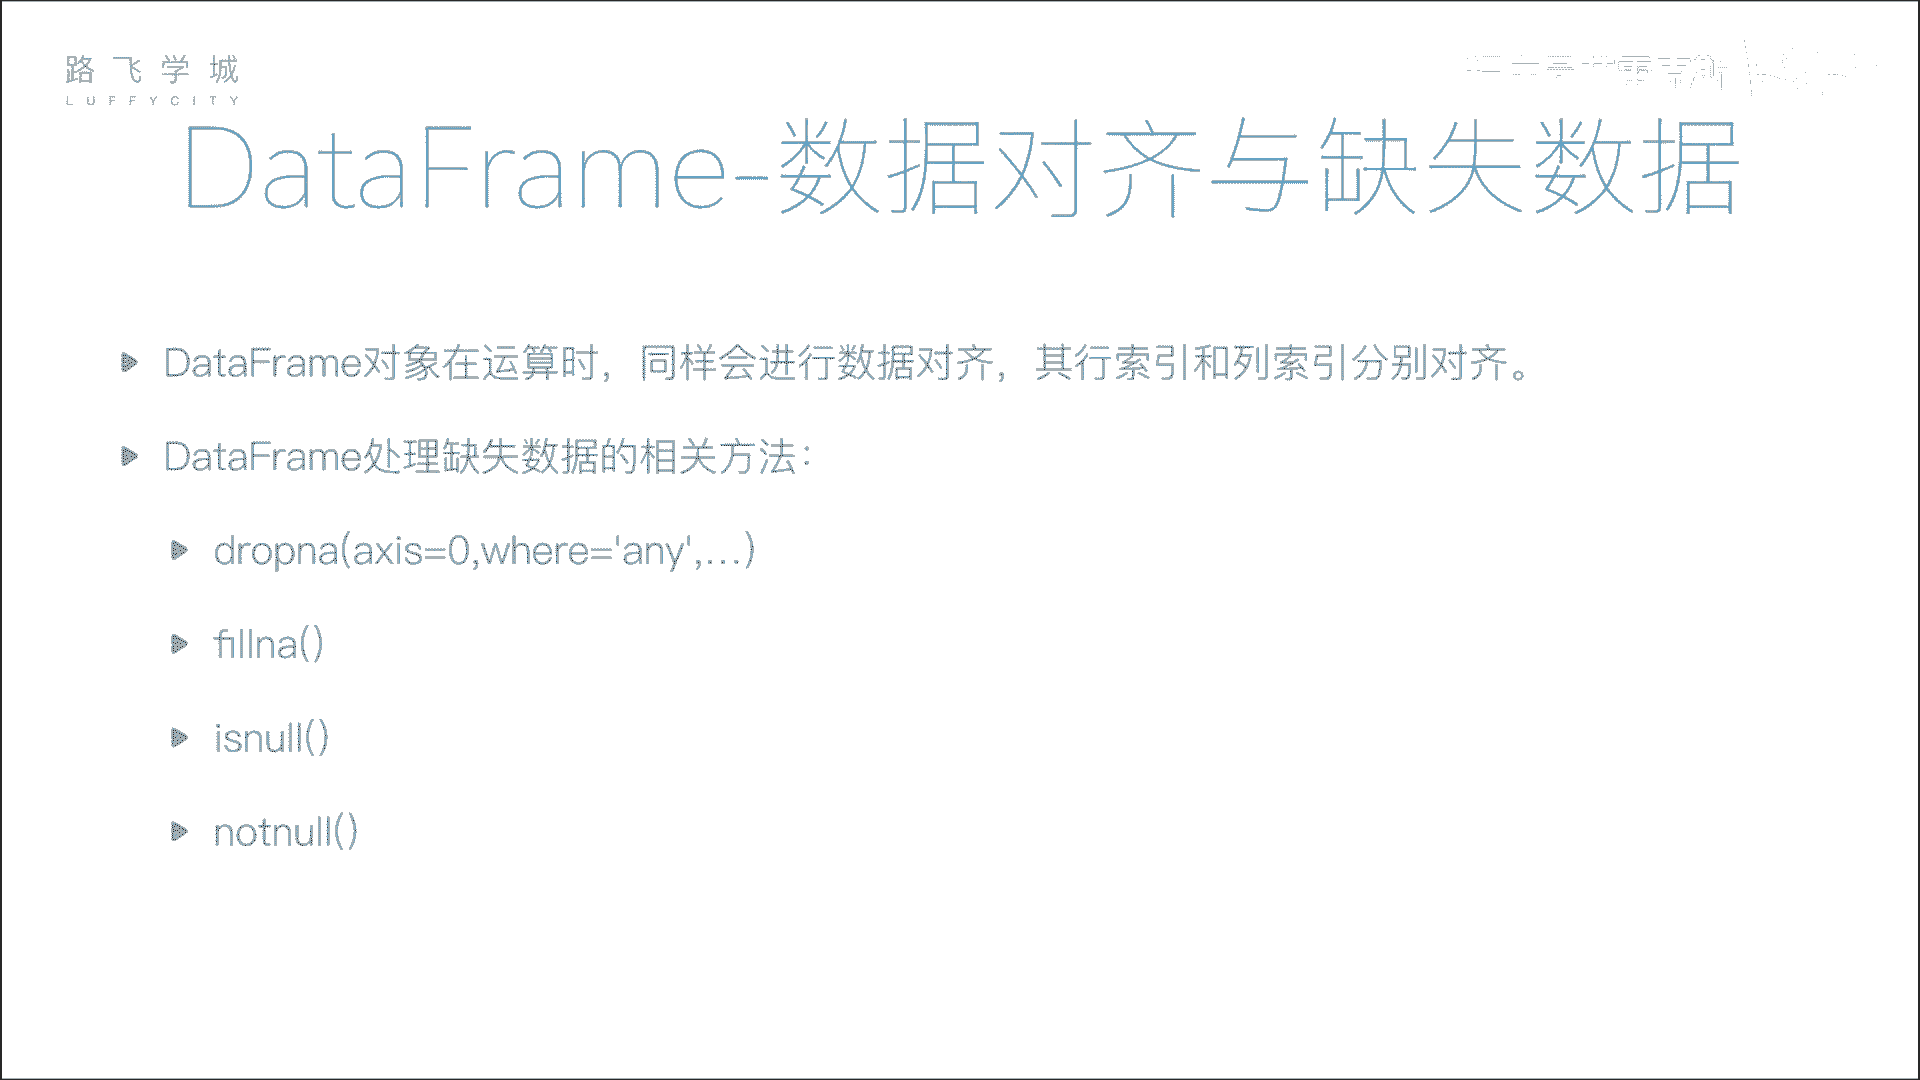 路飞学城
LUFFYCITY
DataFrame-数据对齐与缺失数据
DataFrame对象在运算时，同样会进行数据对齐，其行索引和列索引分别对齐。
DataFrame处理缺失数据的相关方法：
dropna(axis=0,where='any',…)
fillna()
isnull()
notnull()